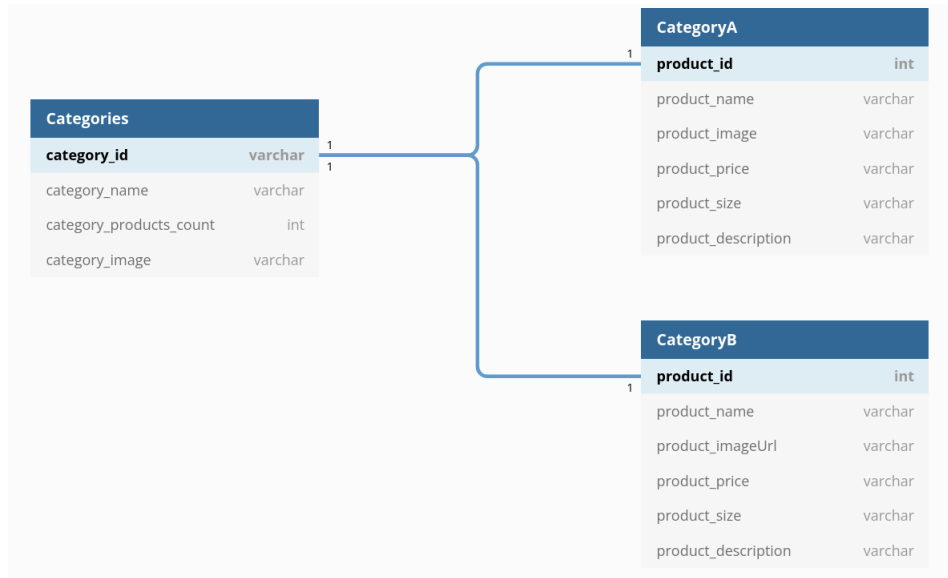 Categories
category_id varchar
category_name varchar
category_products_count int
category_image varchar
1
1
1
CategoryA
product_id int
product_name varchar
product_image varchar
product_price varchar
product_size varchar
product_description varchar
1
CategoryB
product_id int
product_name varchar
product_imageUrl varchar
product_price varchar
product_size varchar
product_description varchar